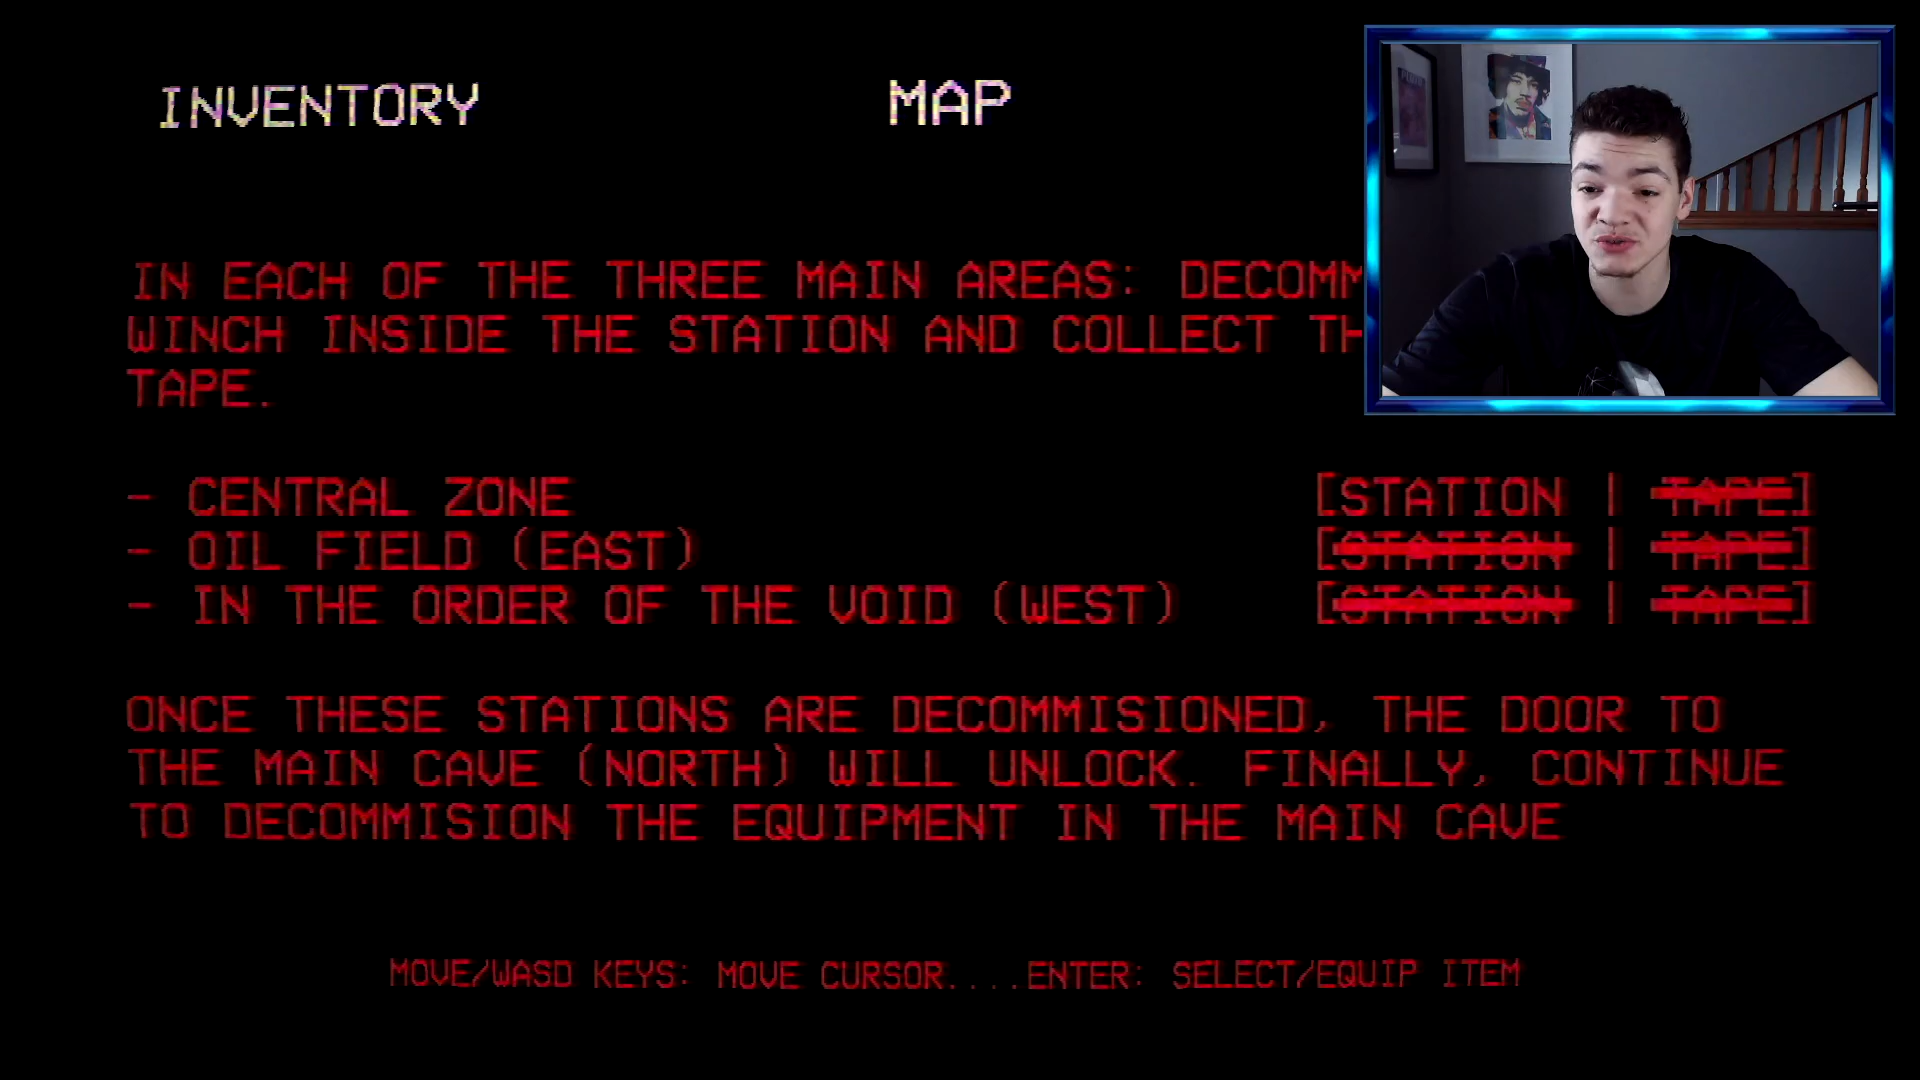 INVENTORY MAP
IN EACH OF THE THREE MAIN AREAS: DECOMM
WINCH INSIDE THE STATION AND COLLECT TH
TAPE.
- CENTRAL ZONE [STATION | TAPE]
- OIL FIELD (EAST) [STATION | TAPE]
- IN THE ORDER OF THE VOID (WEST) [STATION | TAPE]
ONCE THESE STATIONS ARE DECOMMISIONED, THE DOOR TO
THE MAIN CAVE (NORTH) WILL UNLOCK. FINALLY, CONTINUE
TO DECOMMISION THE EQUIPMENT IN THE MAIN CAVE
MOVE/WASD KEYS: MOVE CURSOR....ENTER: SELECT/EQUIP ITEM